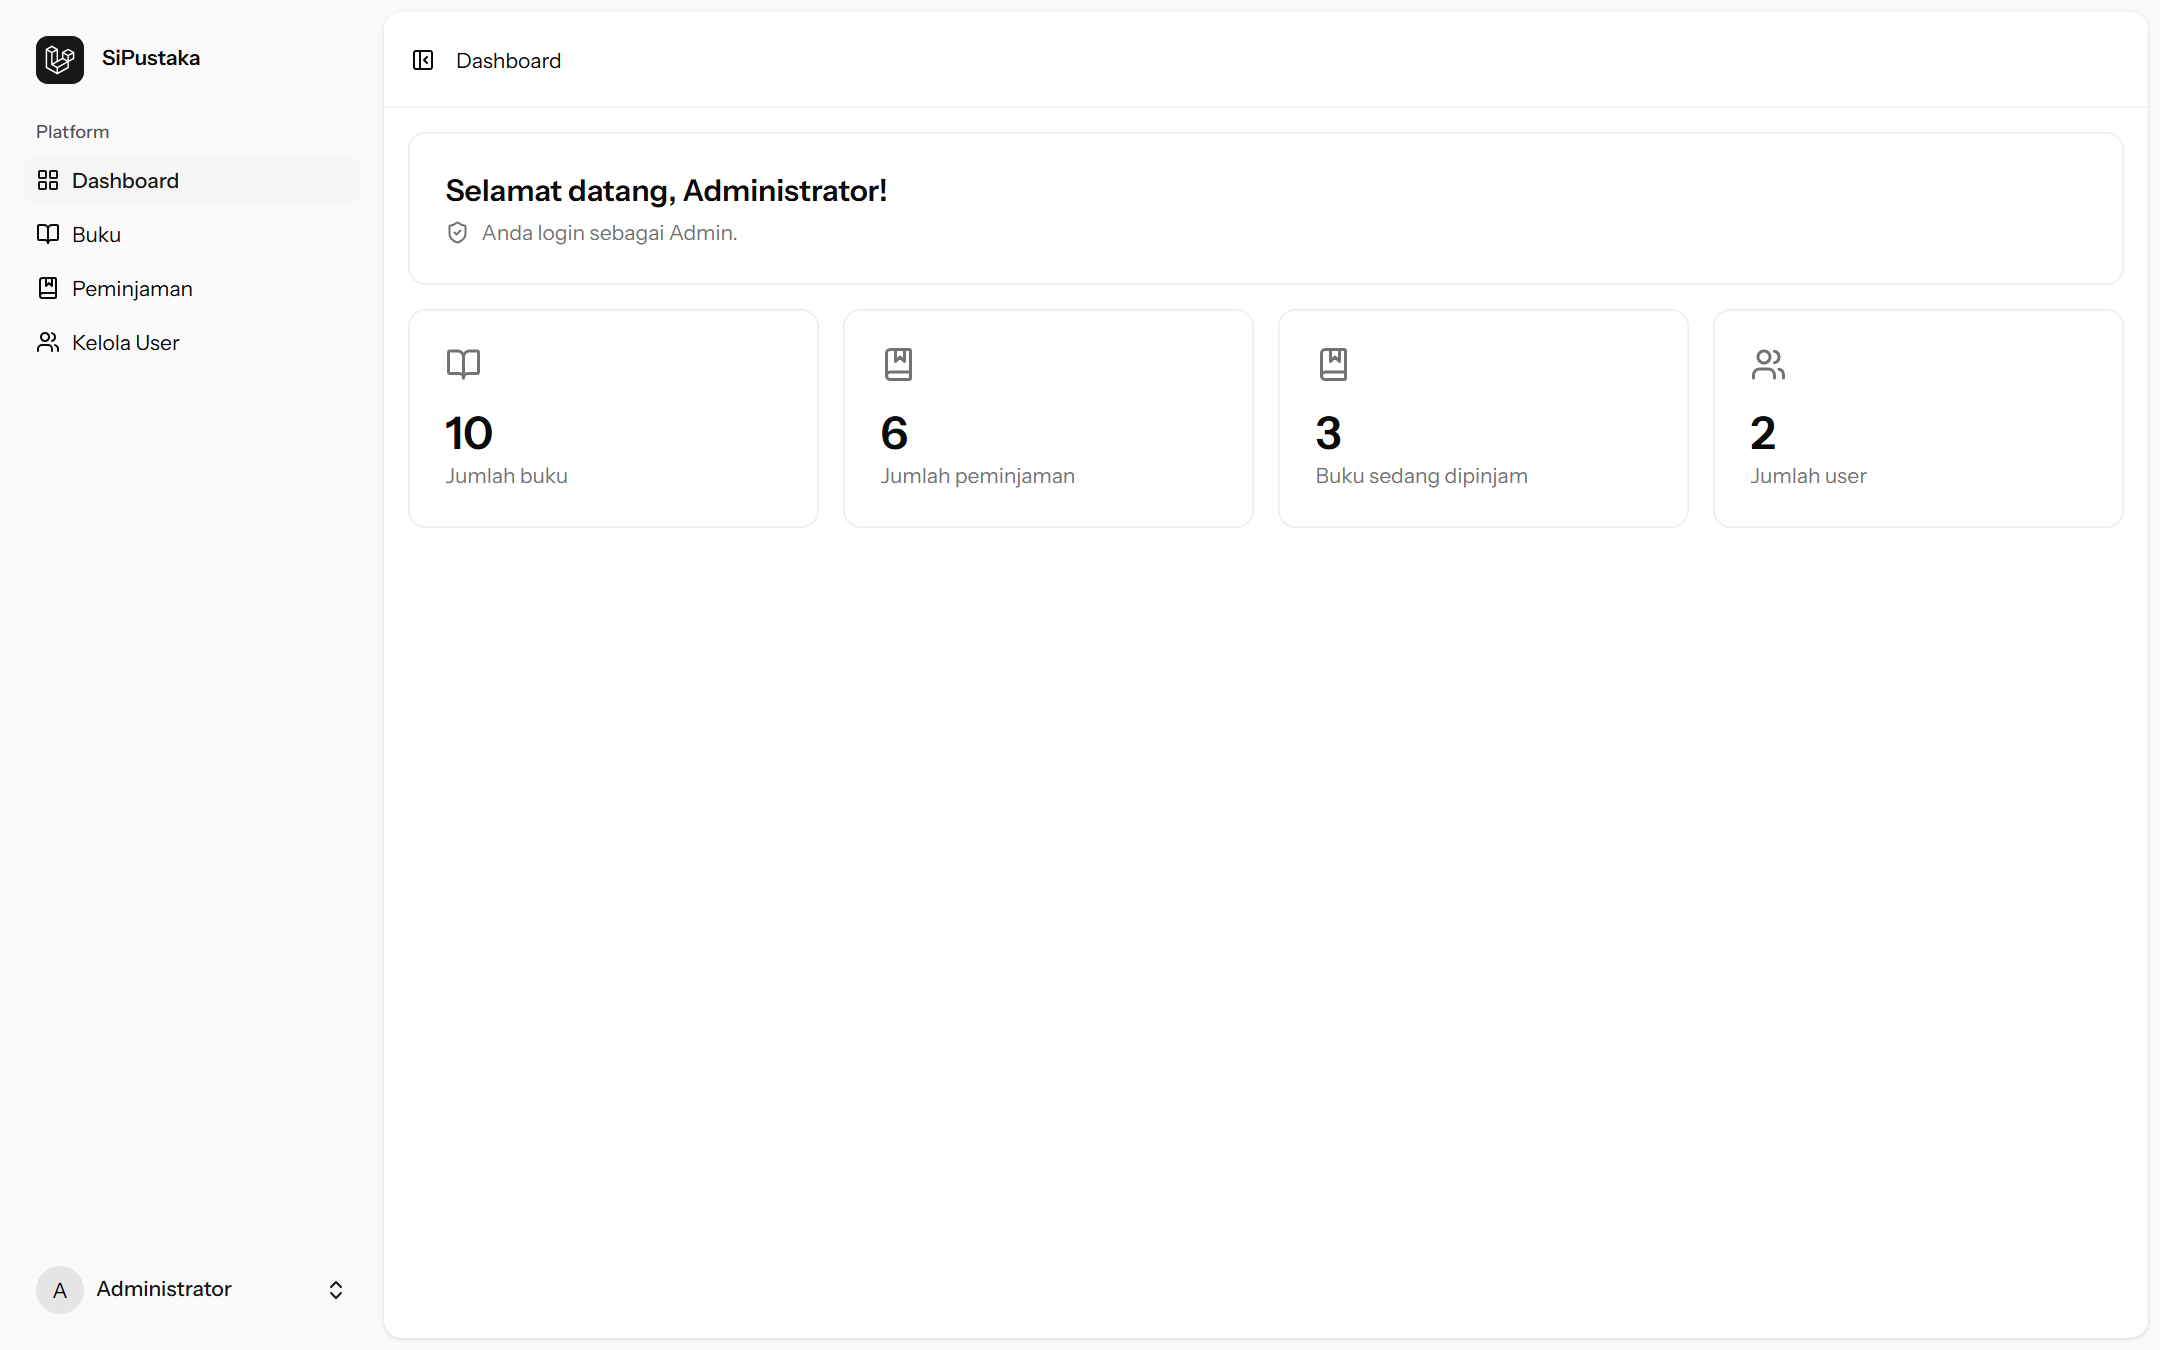 SiPustaka
Platform
Dashboard
Buku
Peminjaman
Kelola User
A
Administrator
Dashboard
Selamat datang, Administrator!
Anda login sebagai Admin.
10
Jumlah buku
6
Jumlah peminjaman
3
Buku sedang dipinjam
2
Jumlah user